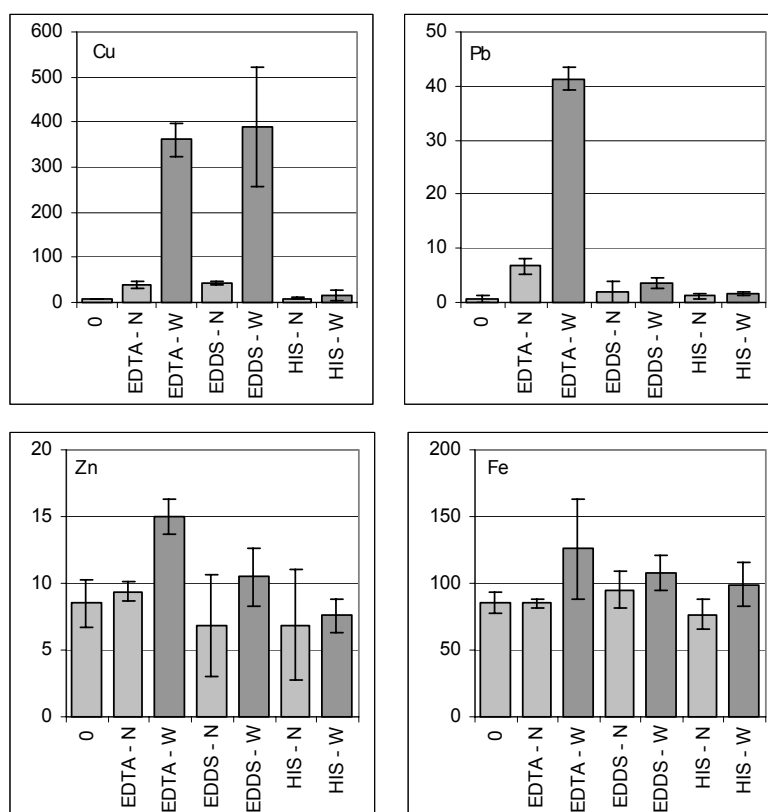 Cu
600
500
400
300
200
100
0
0
EDTA - N
EDTA - W
EDDS - N
EDDS - W
HIS - N
HIS - W
Pb
50
40
30
20
10
0
0
EDTA - N
EDTA - W
EDDS - N
EDDS - W
HIS - N
HIS - W
Zn
20
15
10
5
0
0
EDTA - N
EDTA - W
EDDS - N
EDDS - W
HIS - N
HIS - W
Fe
200
150
100
50
0
0
EDTA - N
EDTA - W
EDDS - N
EDDS - W
HIS - N
HIS - W